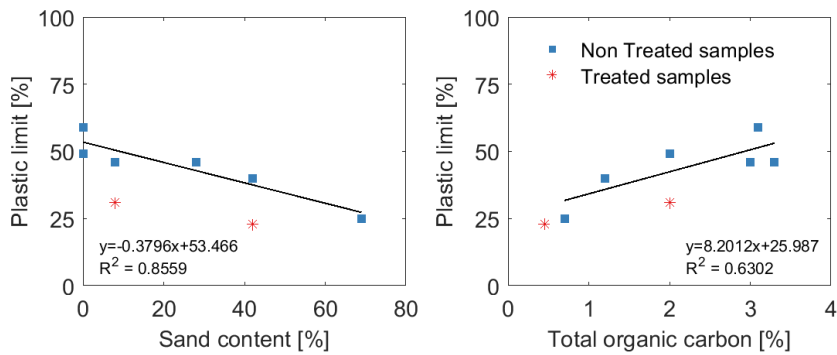 100
75
50
25
0
Plastic limit [%]
y=-0.3796x+53.466
R² = 0.8559
0 20 40 60 80
Sand content [%]
100
75
50
25
0
Plastic limit [%]
Non Treated samples
Treated samples
y=8.2012x+25.987
R² = 0.6302
0 1 2 3 4
Total organic carbon [%]